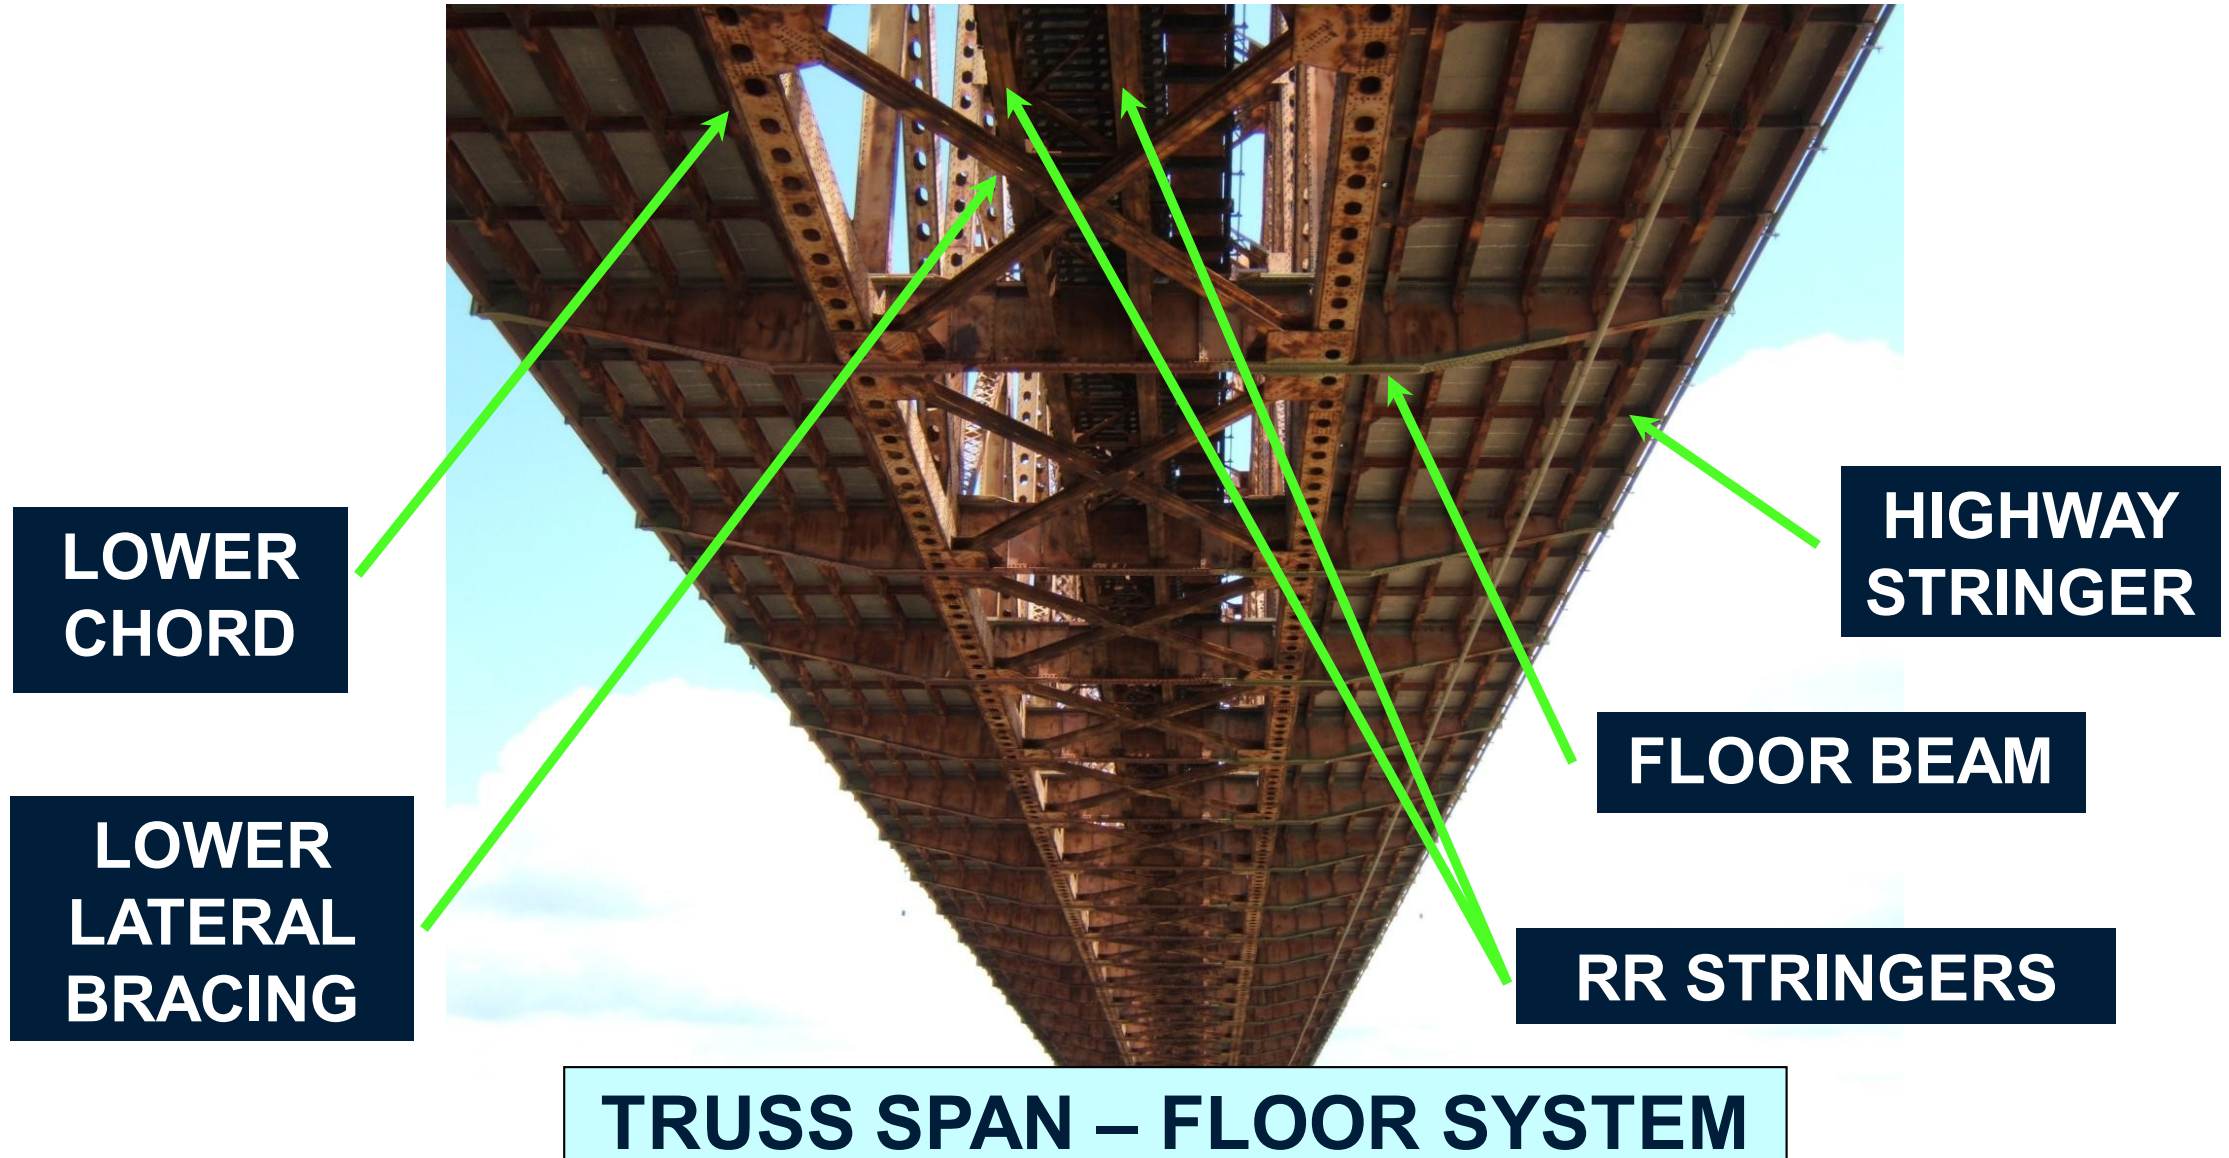 LOWER
CHORD
LOWER
LATERAL
BRACING
HIGHWAY
STRINGER
FLOOR BEAM
RR STRINGERS
TRUSS SPAN – FLOOR SYSTEM